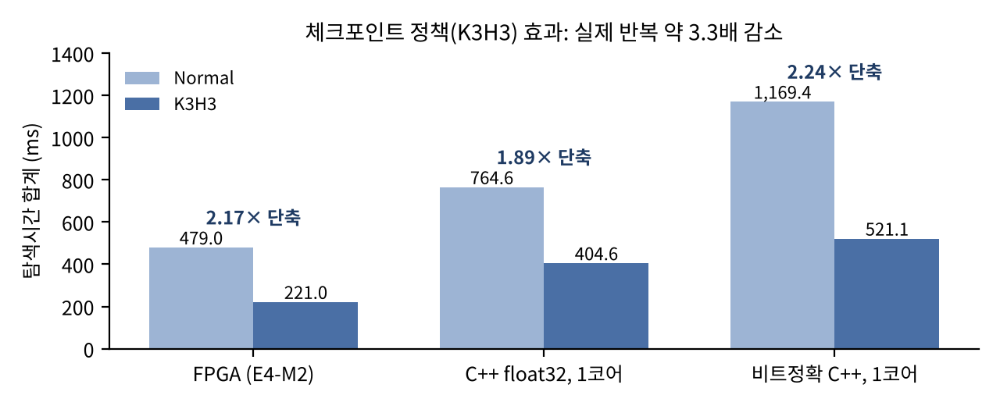 체크포인트 정책(K3H3) 효과: 실제 반복 약 3.3배 감소
탐색시간 합계 (ms)
1400
1200
1000
800
600
400
200
0
Normal
K3H3
2.17× 단축
479.0
221.0
1.89× 단축
764.6
404.6
2.24× 단축
1,169.4
521.1
FPGA (E4-M2)
C++ float32, 1코어
비트정확 C++, 1코어